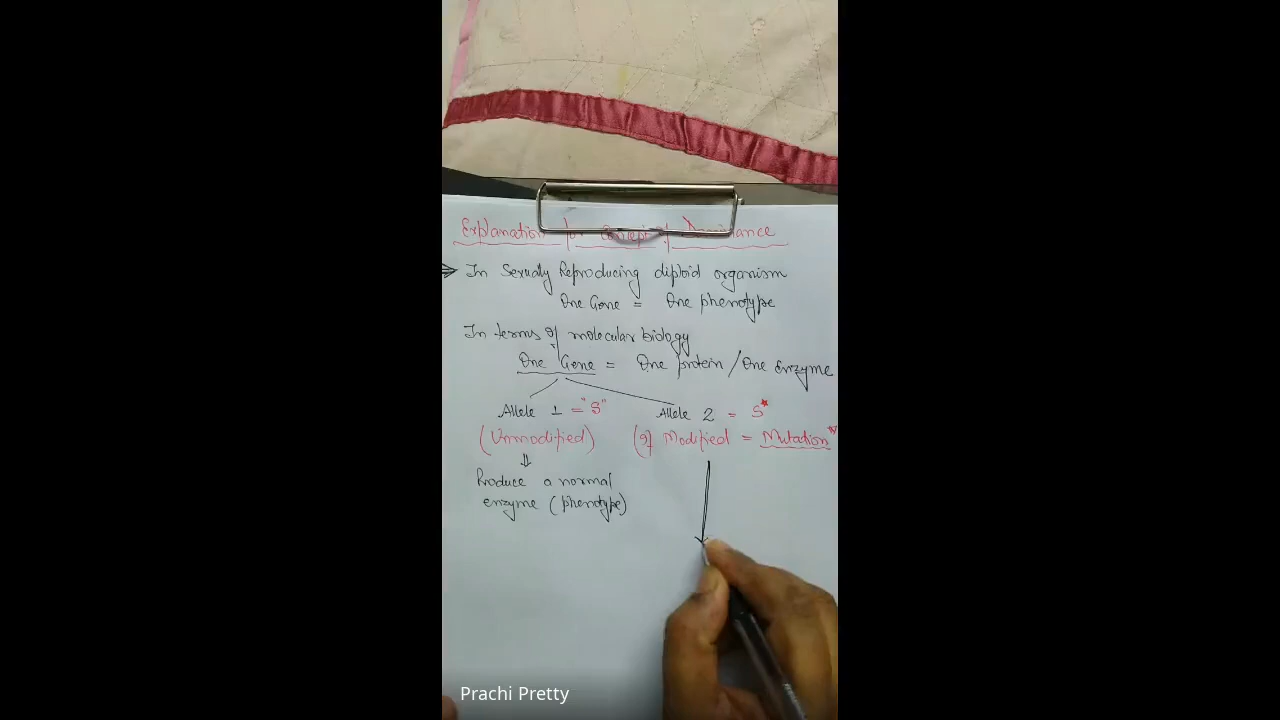 Explanation for Concept of Dominance
⇒ In Sexually Reproducing diploid organism
One Gene = One phenotype
In terms of molecular biology
One Gene = One protein / One Enzyme
Allele 1 = "S" Allele 2 = S*
(Unmodified) (If Modified = Mutation*
⇓
Produce a normal
enzyme (phenotype)
Prachi Pretty